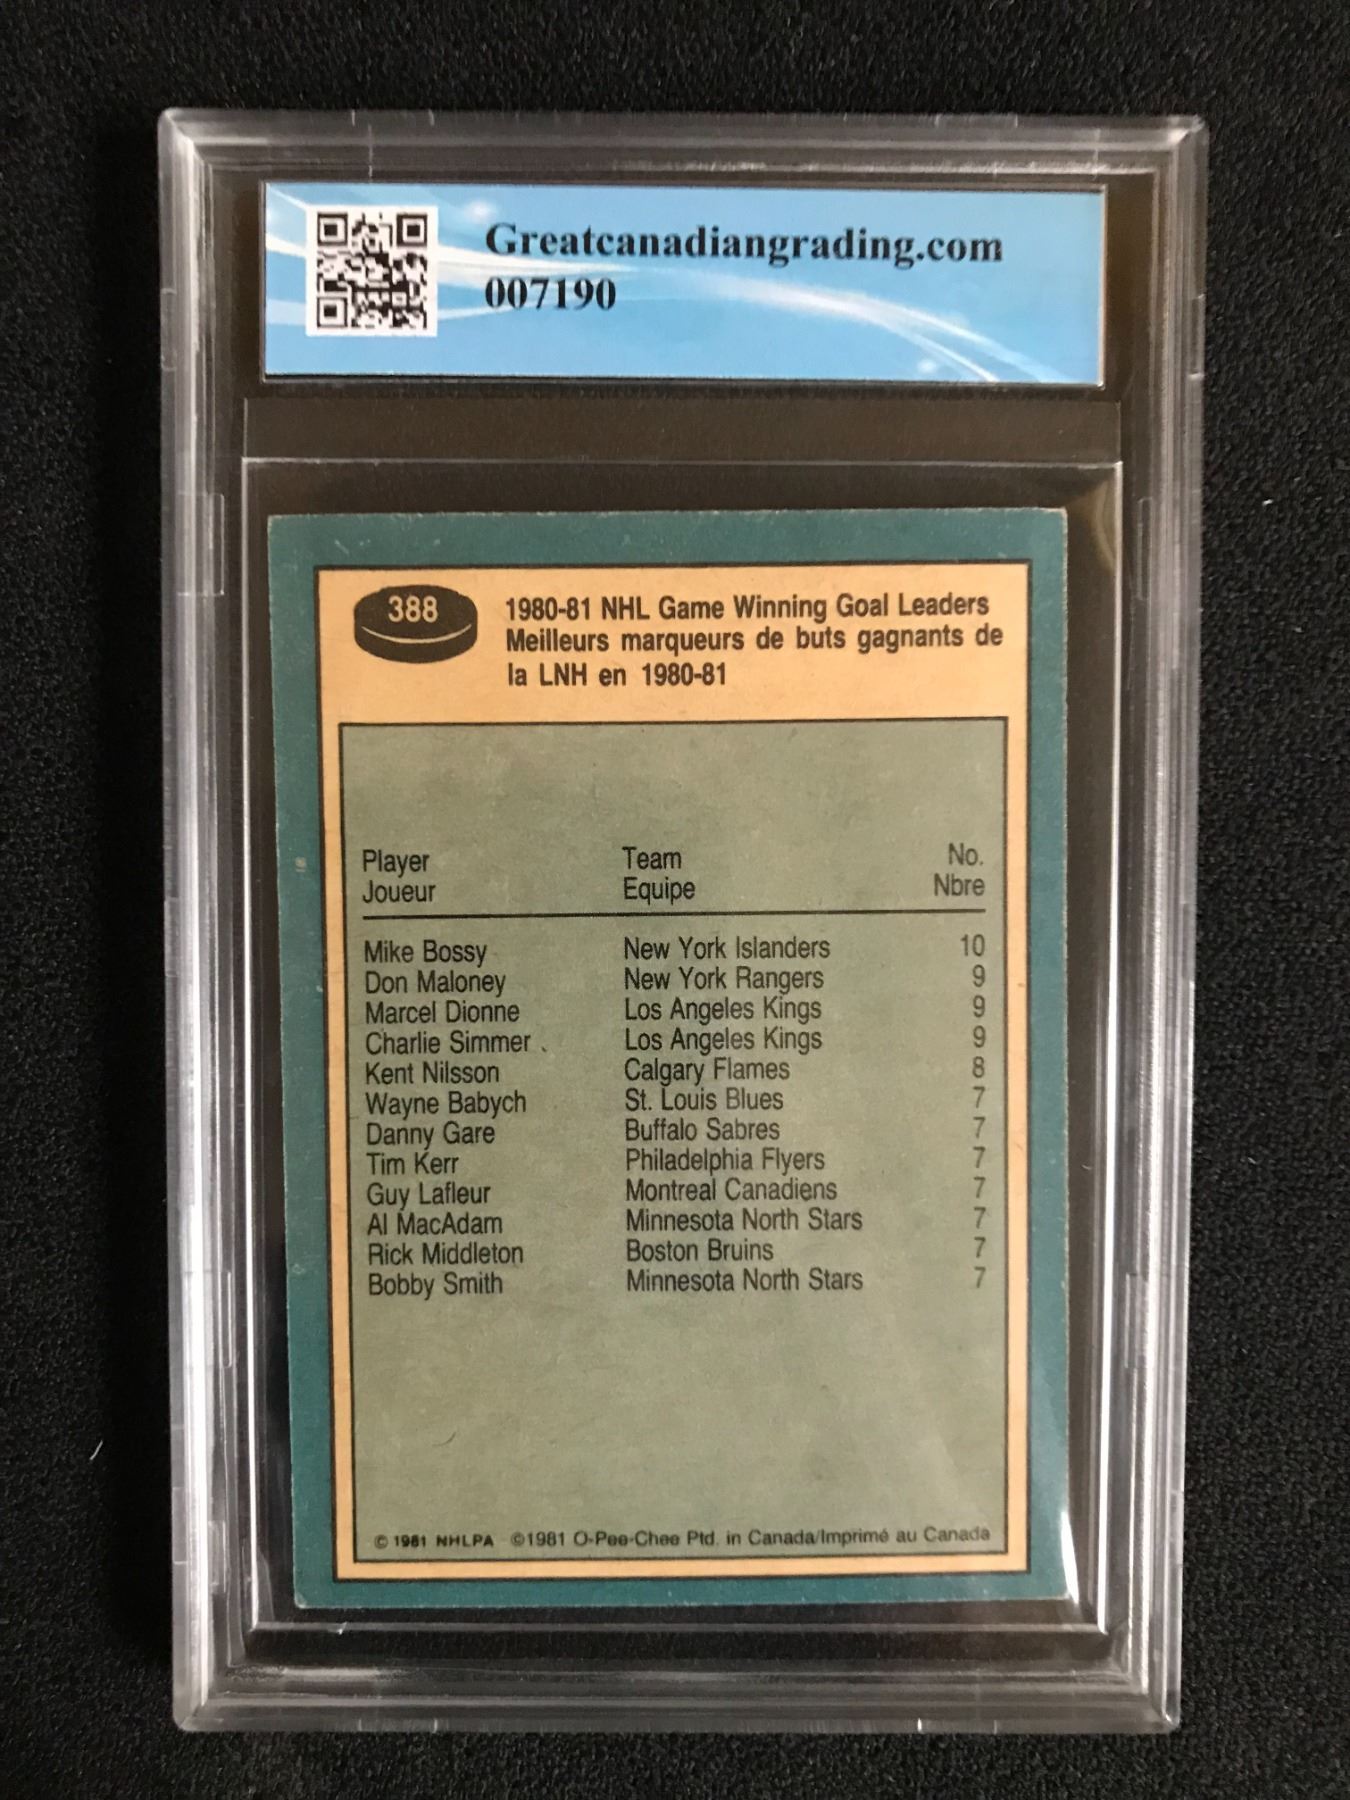 Greatcanadiangrading.com
007190
388
1980-81 NHL Game Winning Goal Leaders
Meilleurs marqueurs de buts gagnants de
la LNH en 1980-81
Player Team No.
Joueur Equipe Nbre
Mike Bossy New York Islanders 10
Don Maloney New York Rangers 9
Marcel Dionne Los Angeles Kings 9
Charlie Simmer . Los Angeles Kings 9
Kent Nilsson Calgary Flames 8
Wayne Babych St. Louis Blues 7
Danny Gare Buffalo Sabres 7
Tim Kerr Philadelphia Flyers 7
Guy Lafleur Montreal Canadiens 7
Al MacAdam Minnesota North Stars 7
Rick Middleton Boston Bruins 7
Bobby Smith Minnesota North Stars 7
© 1981 NHLPA ©1981 O-Pee-Chee Ptd. in Canada/Imprimé au Canada